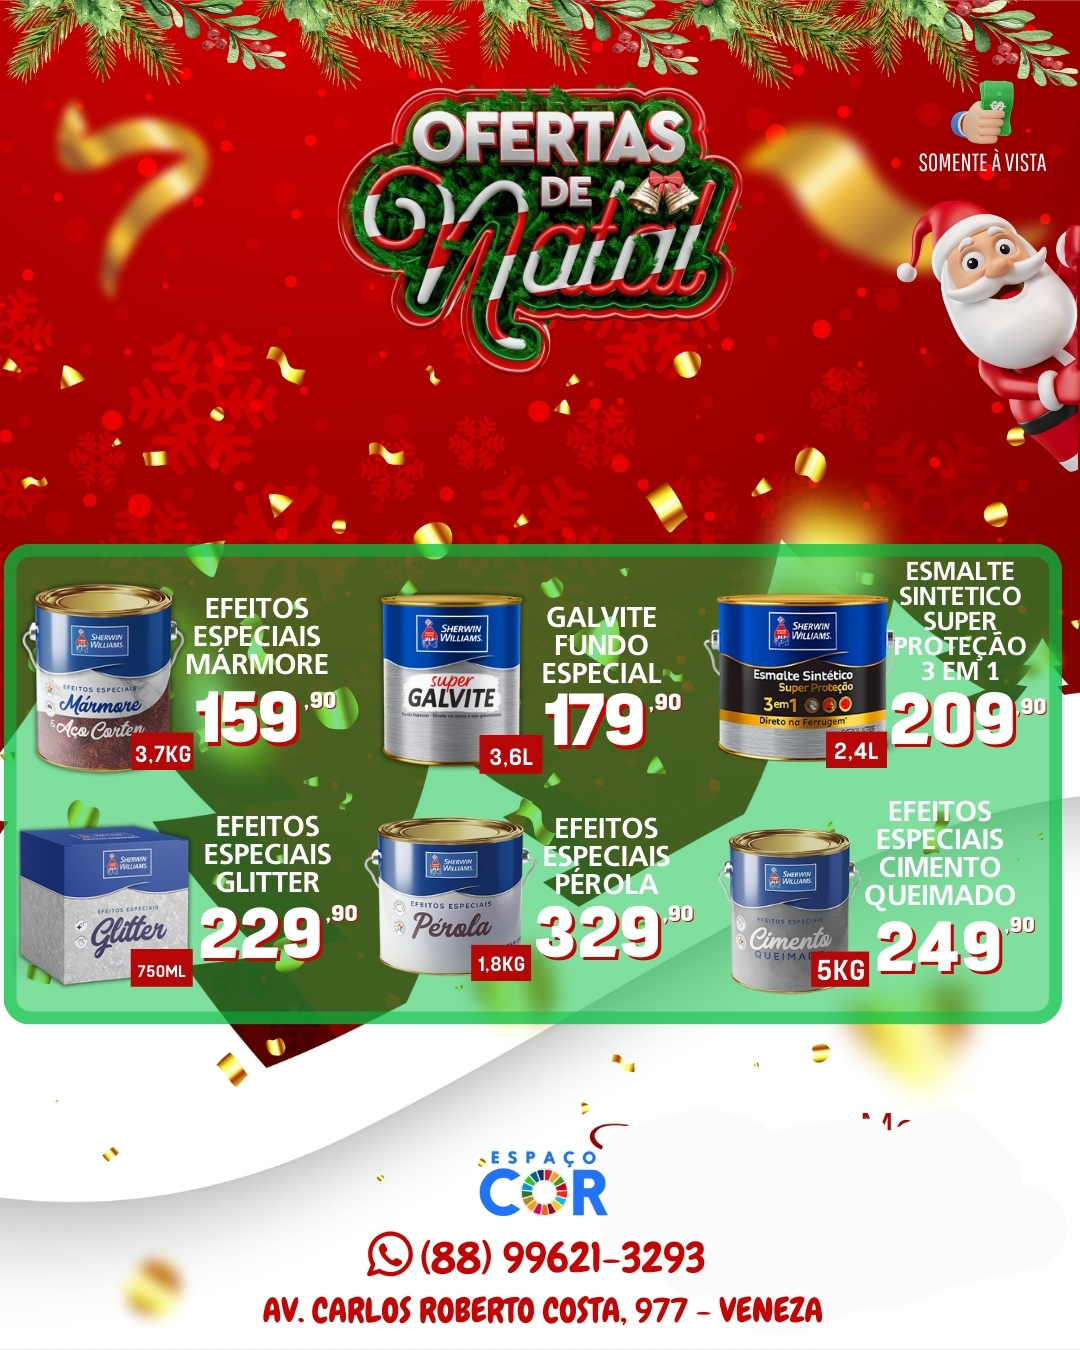 SOMENTE À VISTA
OFERTAS
DE
Natal
EFEITOS
ESPECIAIS
MÁRMORE
159,90
SHERWIN
WILLIAMS.
EFEITOS ESPECIAIS
Mármore
& Aço Corten
3,7KG
GALVITE
FUNDO
ESPECIAL
179,90
SHERWIN
WILLIAMS.
super
GALVITE
3,6L
ESMALTE
SINTETICO
SUPER
PROTEÇÃO
3 EM 1
209,90
SHERWIN
WILLIAMS.
Esmalte Sintético
Super Proteção
3em1
Direto na Ferrugem
2,4L
EFEITOS
ESPECIAIS
GLITTER
229,90
SHERWIN
WILLIAMS.
EFEITOS ESPECIAIS
Glitter
750ML
EFEITOS
ESPECIAIS
PÉROLA
329,90
SHERWIN
WILLIAMS.
EFEITOS ESPECIAIS
Pérola
1,8KG
EFEITOS
ESPECIAIS
CIMENTO
QUEIMADO
249,90
SHERWIN
WILLIAMS.
EFEITOS ESPECIAIS
Cimento
QUEIMA
5KG
ESPAÇO
COR
(88) 99621-3293
AV. CARLOS ROBERTO COSTA, 977 - VENEZA